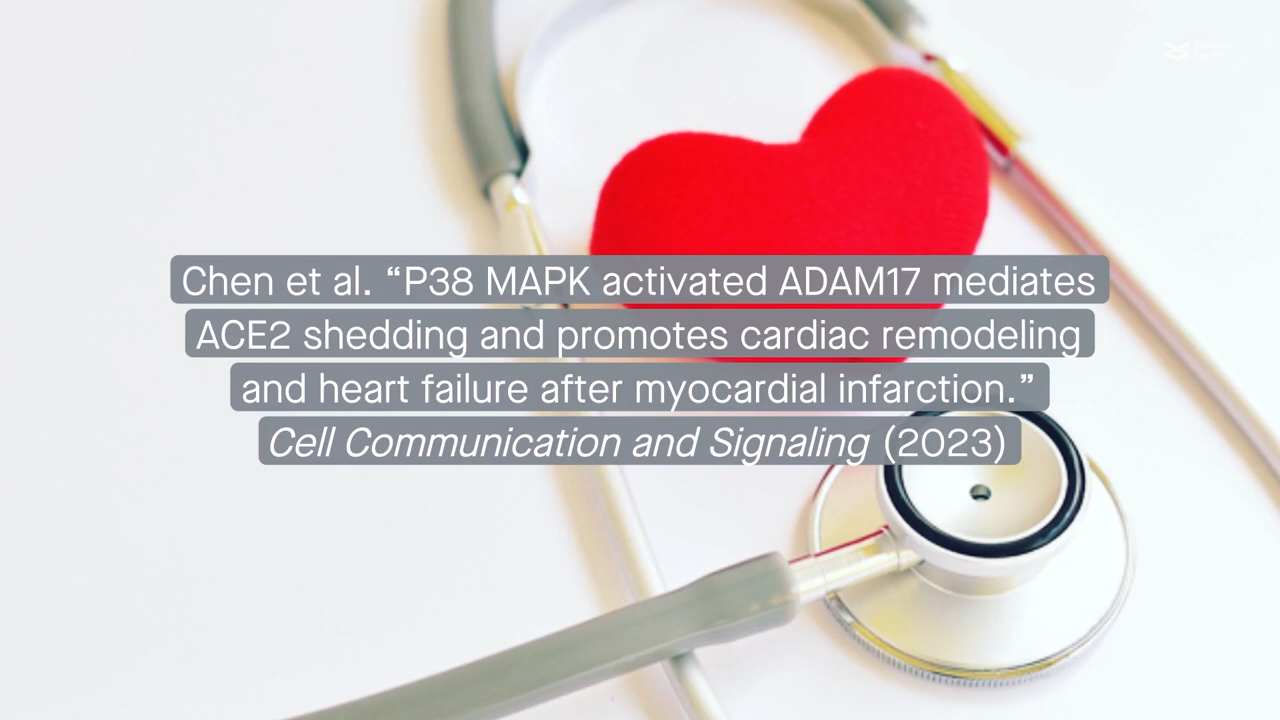 Chen et al. “P38 MAPK activated ADAM17 mediates
ACE2 shedding and promotes cardiac remodeling
and heart failure after myocardial infarction.”
Cell Communication and Signaling (2023)